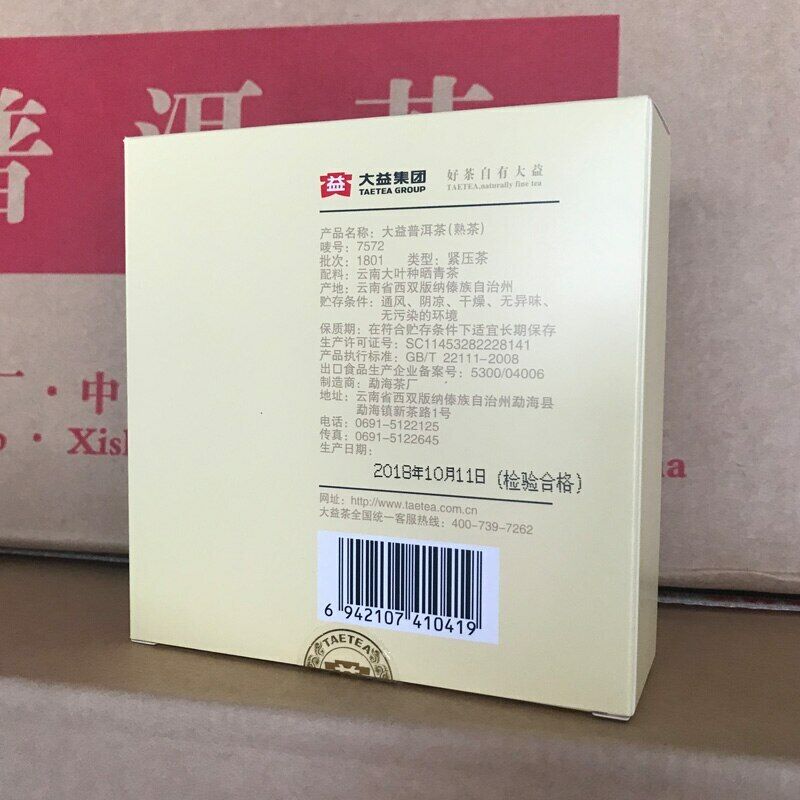 普洱茶
厂·中
Xish
na
益
大益集团
TAETEA GROUP
好茶自有大益
TAETEA,naturally fine tea
产品名称：大益普洱茶(熟茶)
唛号：7572
批次：1801 类型：紧压茶
配料：云南大叶种晒青茶
产地：云南省西双版纳傣族自治州
贮存条件：通风、阴凉、干燥、无异味、
无污染的环境
保质期：在符合贮存条件下适宜长期保存
生产许可证号：SC11453282228141
产品执行标准：GB/T 22111-2008
出口食品生产企业备案号：5300/04006
制造商：勐海茶厂
地址：云南省西双版纳傣族自治州勐海县
勐海镇新茶路1号
电话：0691-5122125
传真：0691-5122645
生产日期：
2018年10月11日 (检验合格)
网址：http://www.taetea.com.cn
大益茶全国统一客服热线：400-739-7262
6 942107 410419
TAETEA
益